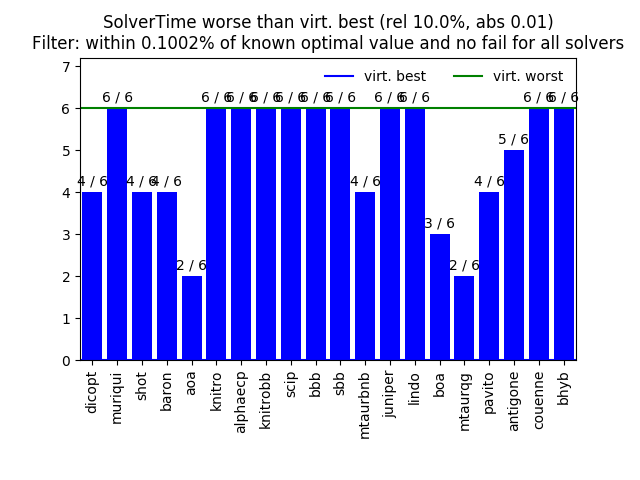 SolverTime worse than virt. best (rel 10.0%, abs 0.01)
Filter: within 0.1002% of known optimal value and no fail for all solvers
virt. best
virt. worst
7
6
5
4
3
2
1
0
4 / 6
6 / 6
4 / 6
4 / 6
2 / 6
6 / 6
6 / 6
6 / 6
6 / 6
6 / 6
6 / 6
4 / 6
6 / 6
6 / 6
3 / 6
2 / 6
4 / 6
5 / 6
6 / 6
6 / 6
dicopt
muriqui
shot
baron
aoa
knitro
alphaecp
knitrobb
scip
bbb
sbb
mtaurbnb
juniper
lindo
boa
mtaurqg
pavito
antigone
couenne
bhyb